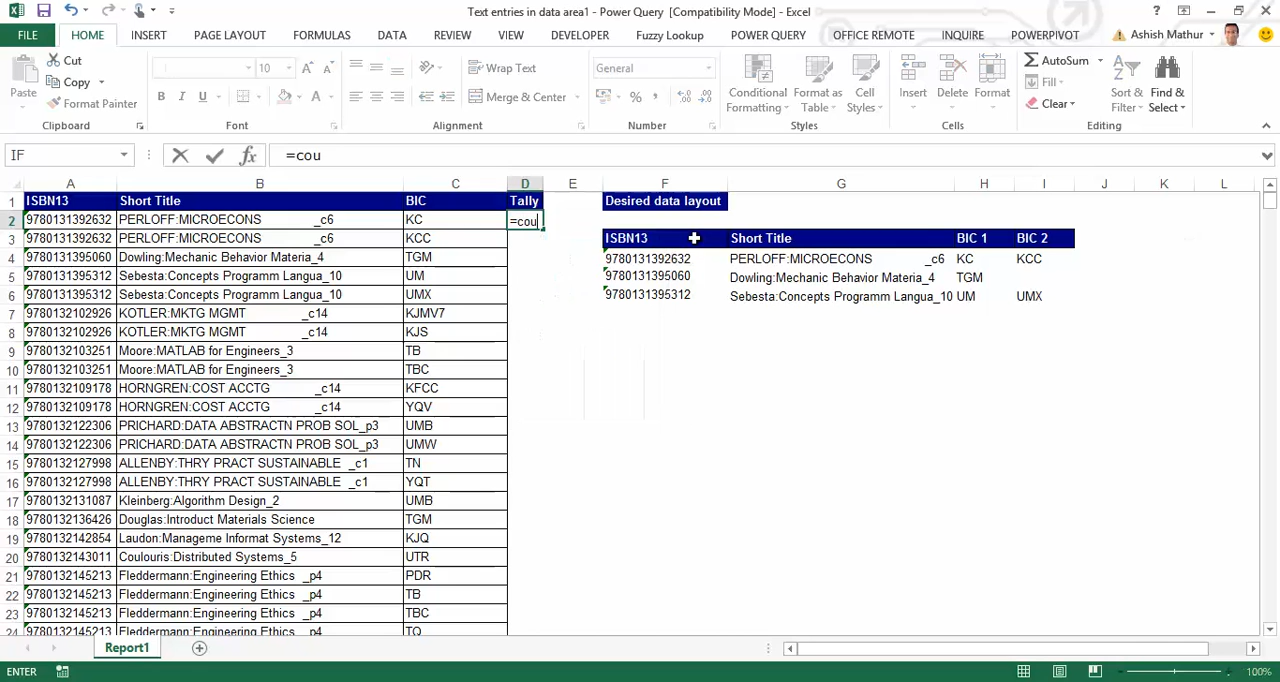 Text entries in data area1 - Power Query [Compatibility Mode] - Excel
FILE HOME INSERT PAGE LAYOUT FORMULAS DATA REVIEW VIEW DEVELOPER Fuzzy Lookup POWER QUERY OFFICE REMOTE INQUIRE POWERPIVOT Ashish Mathur
Paste Cut Copy Format Painter
Clipboard
10 B I U A
Font
Wrap Text
Merge & Center
Alignment
General
Number
Conditional Formatting Format as Table Cell Styles
Styles
Insert Delete Format
Cells
AutoSum Fill Clear Sort & Filter Find & Select
Editing
IF fx =cou
A B C D E F G H I J K L
1 ISBN13 Short Title BIC Tally Desired data layout
2 9780131392632 PERLOFF:MICROECONS _c6 KC =cou
3 9780131392632 PERLOFF:MICROECONS _c6 KCC ISBN13 Short Title BIC 1 BIC 2
4 9780131395060 Dowling:Mechanic Behavior Materia_4 TGM 9780131392632 PERLOFF:MICROECONS _c6 KC KCC
5 9780131395312 Sebesta:Concepts Programm Langua_10 UM 9780131395060 Dowling:Mechanic Behavior Materia_4 TGM
6 9780131395312 Sebesta:Concepts Programm Langua_10 UMX 9780131395312 Sebesta:Concepts Programm Langua_10 UM UMX
7 9780132102926 KOTLER:MKTG MGMT _c14 KJMV7
8 9780132102926 KOTLER:MKTG MGMT _c14 KJS
9 9780132103251 Moore:MATLAB for Engineers_3 TB
10 9780132103251 Moore:MATLAB for Engineers_3 TBC
11 9780132109178 HORNGREN:COST ACCTG _c14 KFCC
12 9780132109178 HORNGREN:COST ACCTG _c14 YQV
13 9780132122306 PRICHARD:DATA ABSTRACTN PROB SOL_p3 UMB
14 9780132122306 PRICHARD:DATA ABSTRACTN PROB SOL_p3 UMW
15 9780132127998 ALLENBY:THRY PRACT SUSTAINABLE _c1 TN
16 9780132127998 ALLENBY:THRY PRACT SUSTAINABLE _c1 YQT
17 9780132131087 Kleinberg:Algorithm Design_2 UMB
18 9780132136426 Douglas:Introduct Materials Science TGM
19 9780132142854 Laudon:Manageme Informat Systems_12 KJQ
20 9780132143011 Coulouris:Distributed Systems_5 UTR
21 9780132145213 Fleddermann:Engineering Ethics _p4 PDR
22 9780132145213 Fleddermann:Engineering Ethics _p4 TB
23 9780132145213 Fleddermann:Engineering Ethics _p4 TBC
24 9780132145213 Fleddermann:Engineering Ethics _p4 TQ
Report1
ENTER 100%